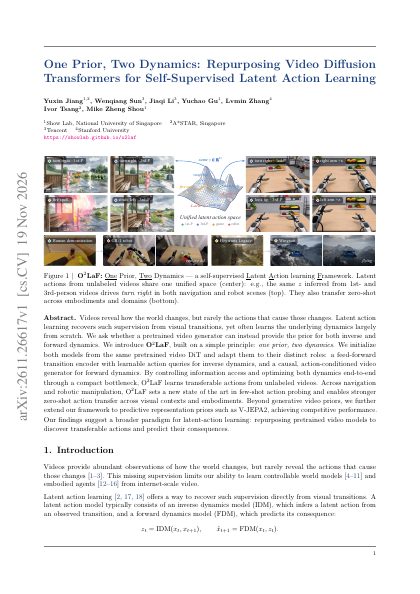 One Prior, Two Dynamics: Repurposing Video Diffusion
Transformers for Self-Supervised Latent Action Learning
Yuxin Jiang1,2, Wenqiang Sun3, Jiaqi Li3, Yuchao Gu1, Lvmin Zhang4
Ivor Tsang2, Mike Zheng Shou1
1Show Lab, National University of Singapore 2A*STAR, Singapore
3Tencent 4Stanford University
Unified latent action space
Human demonstration
Hogwarts Legacy
Figure 1 | O2LaF: One Prior, Two Dynamics — a self-supervised Latent Action learning Framework. Latent
actions from unlabeled videos share one unified space (center): e.g., the same z inferred from 1st- and
3rd-person videos drives turn right in both navigation and robot scenes (top). They also transfer zero-shot
across embodiments and domains (bottom).
Abstract. Videos reveal how the world changes, but rarely the actions that cause those changes. Latent action
learning recovers such supervision from visual transitions, yet often learns the underlying dynamics largely
from scratch. We ask whether a pretrained video generator can instead provide the prior for both inverse
and forward dynamics. We introduce O2LaF, built on a simple principle: one prior, two dynamics. We initialize
both models from the same pretrained video DiT and adapt them to their distinct roles: a feed-forward
transition encoder with learnable action queries for inverse dynamics, and a causal, action-conditioned video
generator for forward dynamics. By controlling information access and optimizing both dynamics end-to-end
through a compact bottleneck, O2LaF learns transferable actions from unlabeled videos. Across navigation
and robotic manipulation, O2LaF sets a new state of the art in few-shot action probing and enables stronger
zero-shot action transfer across visual contexts and embodiments. Beyond generative video priors, we further
extend our framework to predictive representation priors such as V-JEPA2, achieving competitive performance.
Our findings suggest a broader paradigm for latent-action learning: repurposing pretrained video models to
discover transferable actions and predict their consequences.
1. Introduction
Videos provide abundant observations of how the world changes, but rarely reveal the actions that cause
those changes [1–3]. This missing supervision limits our ability to learn controllable world models [4–11] and
embodied agents [12–16] from internet-scale video.
Latent action learning [2, 17, 18] offers a way to recover such supervision directly from visual transitions. A
latent action model typically consists of an inverse dynamics model (IDM), which infers a latent action from
an observed transition, and a forward dynamics model (FDM), which predicts its consequence:
zt = IDM(xt, xt+1), x̂t+1 = FDM(xt, zt).
1
arXiv:2611.26617v1 [cs.CV] 19 Nov 2026